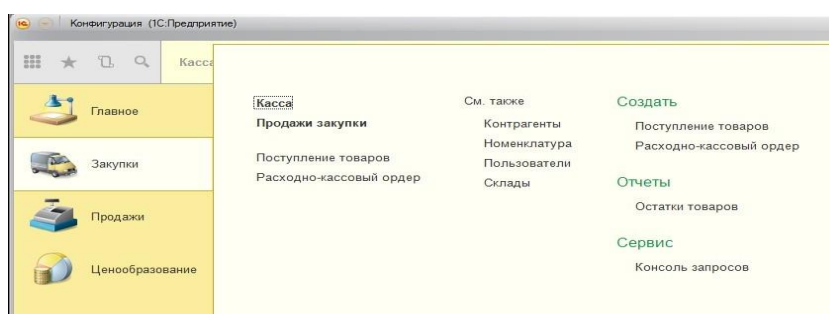 Конфигурация (1С:Предприятие)
Касса
Главное
Закупки
Продажи
Ценообразование
Касса
Продажи закупки
Поступление товаров
Расходно-кассовый ордер
См. также
Контрагенты
Номенклатура
Пользователи
Склады
Создать
Поступление товаров
Расходно-кассовый ордер
Отчеты
Остатки товаров
Сервис
Консоль запросов